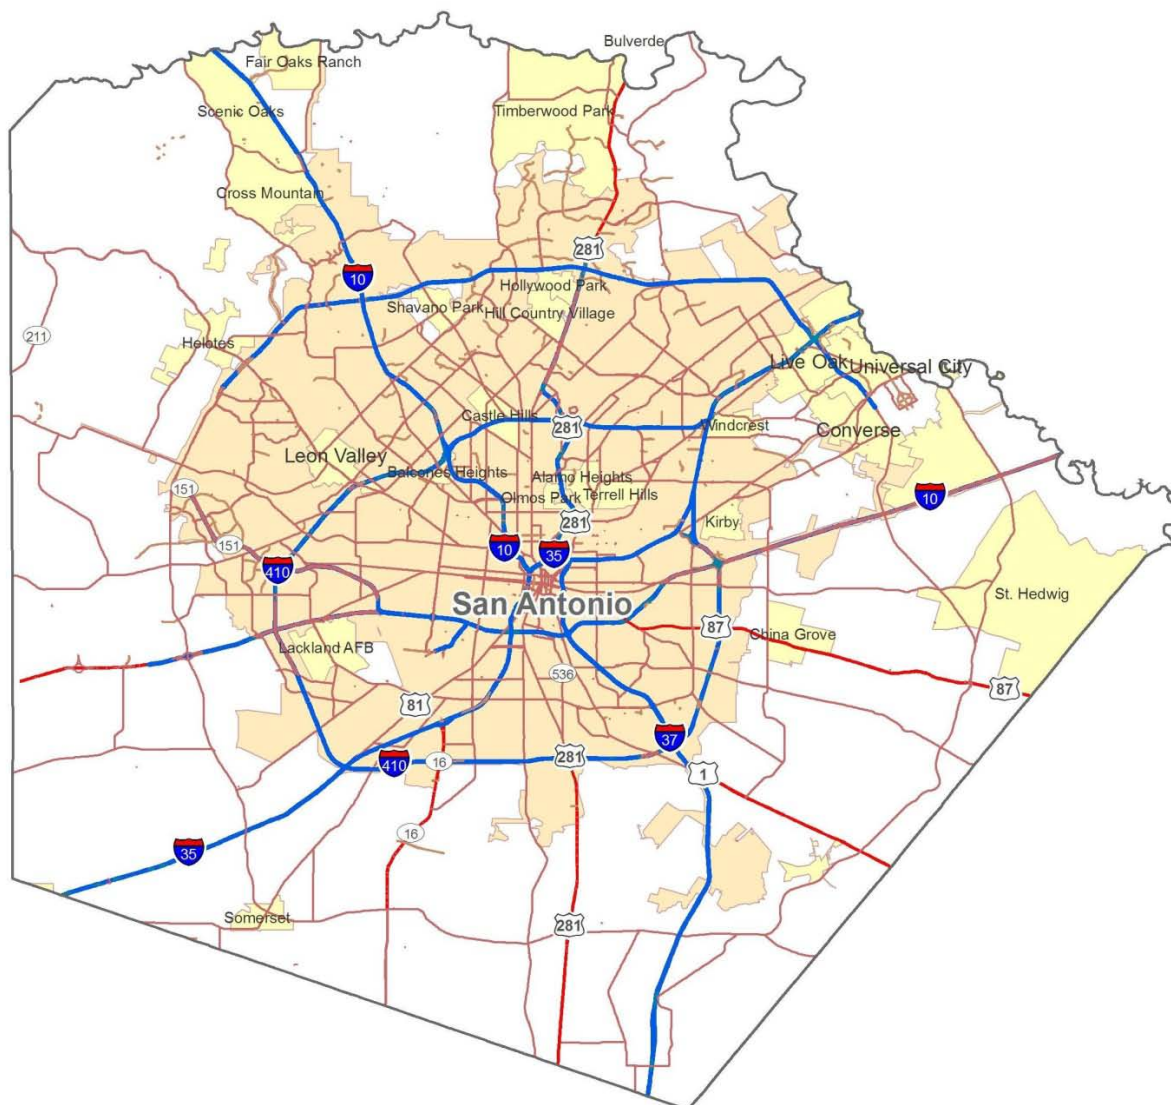 Bulverde
Fair Oaks Ranch
Scenic Oaks
Timberwood Park
Cross Mountain
281
10
Hollywood Park
Shavano Park
Hill Country Village
211
Helotes
Live Oak
Universal City
Castle Hills
281
Windcrest
Converse
Leon Valley
Balcones Heights
Alamo Heights
151
Olmos Park
Terrell Hills
10
281
Kirby
151
10
35
410
San Antonio
St. Hedwig
87
China Grove
Lackland AFB
536
87
81
37
281
410
16
1
16
35
Somerset
281